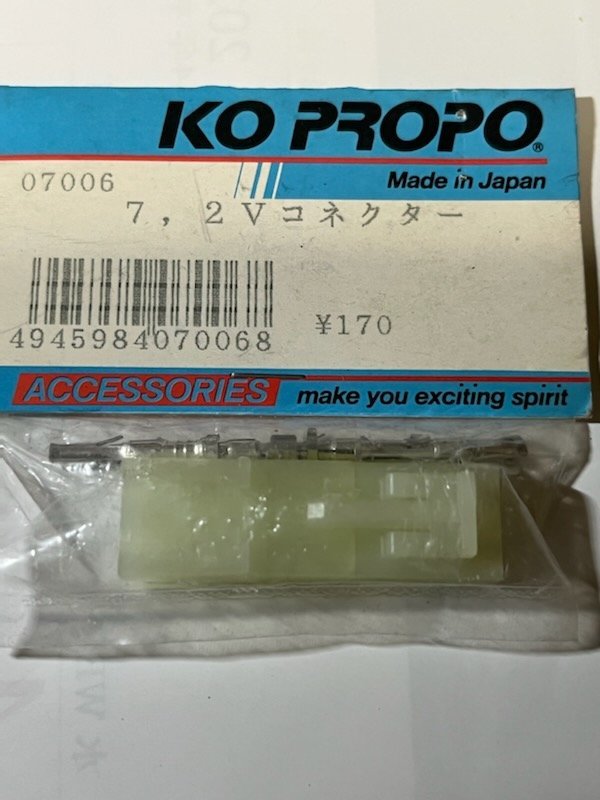 KO PROPO®
Made in Japan
07006
7,2Vコネクター
4945984070068
¥170
ACCESSORIES make you exciting spirit